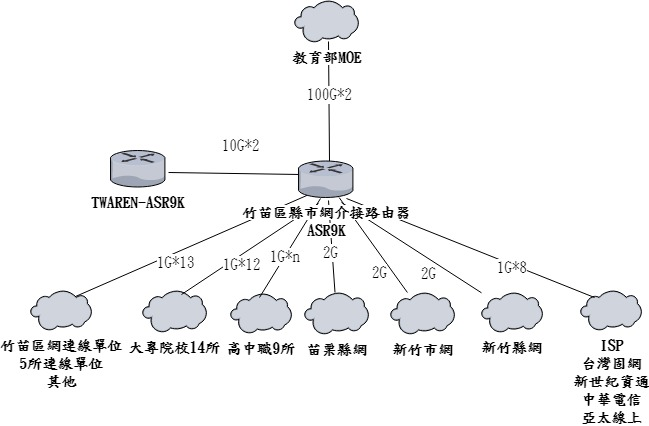 教育部MOE
100G*2
10G*2
TWAREN-ASR9K
竹苗區縣市網介接路由器
ASR9K
1G*13
1G*12
1G*n
2G
2G
2G
1G*8
竹苗區網連線單位
5所連線單位
其他
大專院校14所
高中職9所
苗栗縣網
新竹市網
新竹縣網
ISP
台灣固網
新世紀資通
中華電信
亞太線上